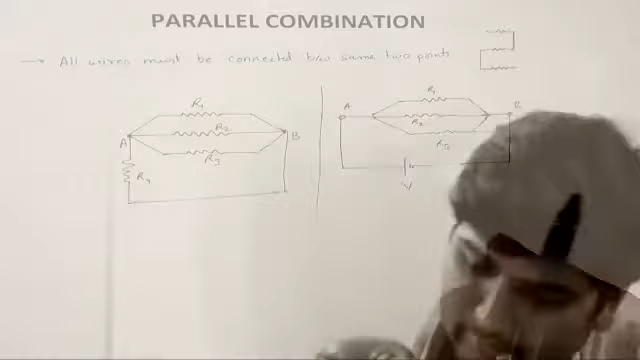 PARALLEL COMBINATION
→ All wires must be connected b/w same two points
R1
R2
R3
A
B
R4
R1
A
B
R2
R3
V